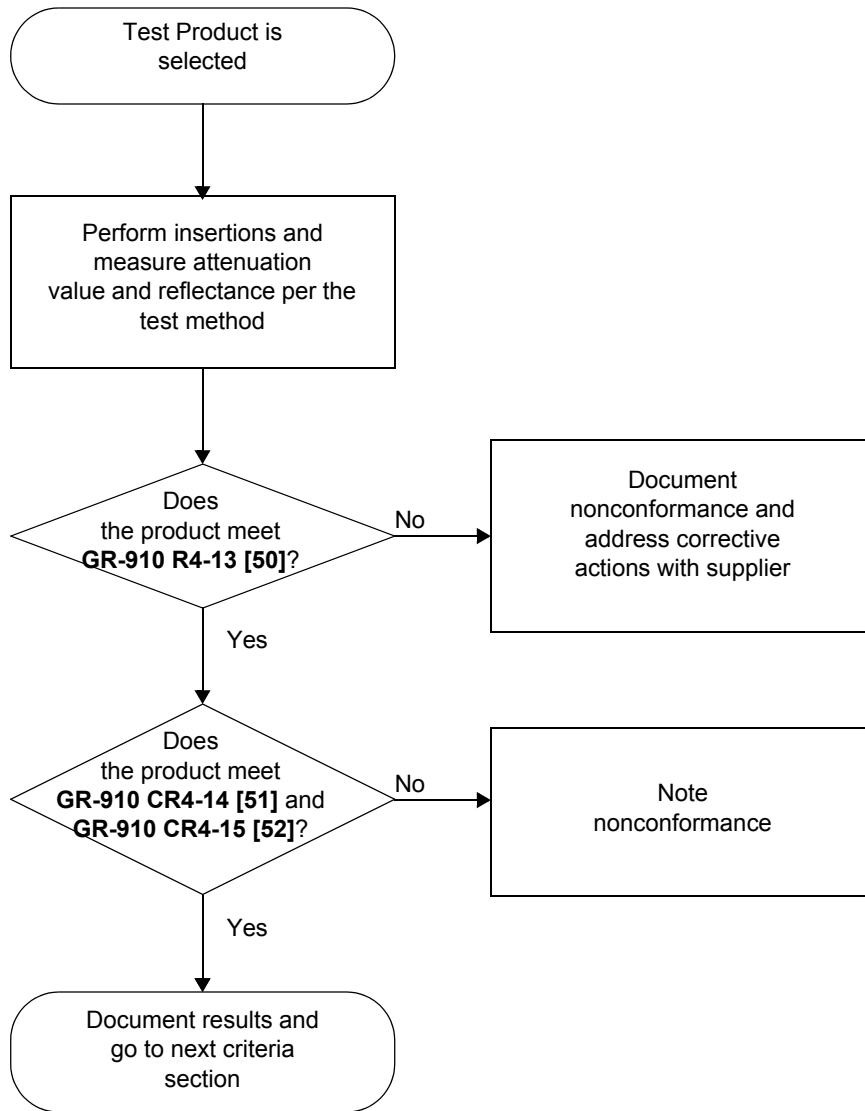 Test Product is
selected
Perform insertions and
measure attenuation
value and reflectance per the
test method
Does
the product meet
GR-910 R4-13 [50]?
No
Document
nonconformance and
address corrective
actions with supplier
Yes
Does
the product meet
GR-910 CR4-14 [51] and
GR-910 CR4-15 [52]?
No
Note
nonconformance
Yes
Document results and
go to next criteria
section